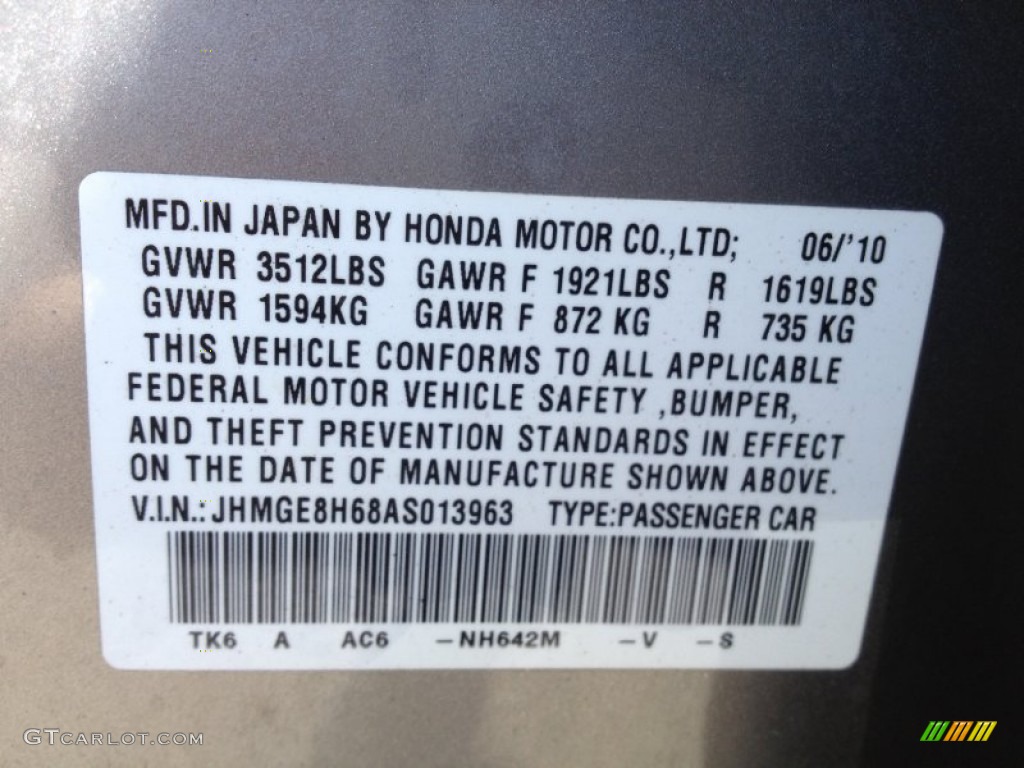 MFD.IN JAPAN BY HONDA MOTOR CO.,LTD; 06/'10
GVWR 3512LBS GAWR F 1921LBS R 1619LBS
GVWR 1594KG GAWR F 872 KG R 735 KG
THIS VEHICLE CONFORMS TO ALL APPLICABLE
FEDERAL MOTOR VEHICLE SAFETY ,BUMPER,
AND THEFT PREVENTION STANDARDS IN EFFECT
ON THE DATE OF MANUFACTURE SHOWN ABOVE.
V.I.N.: JHMGE8H68AS013963 TYPE:PASSENGER CAR
TK6 A AC6 -NH642M -V -S
GTCARLOT.COM